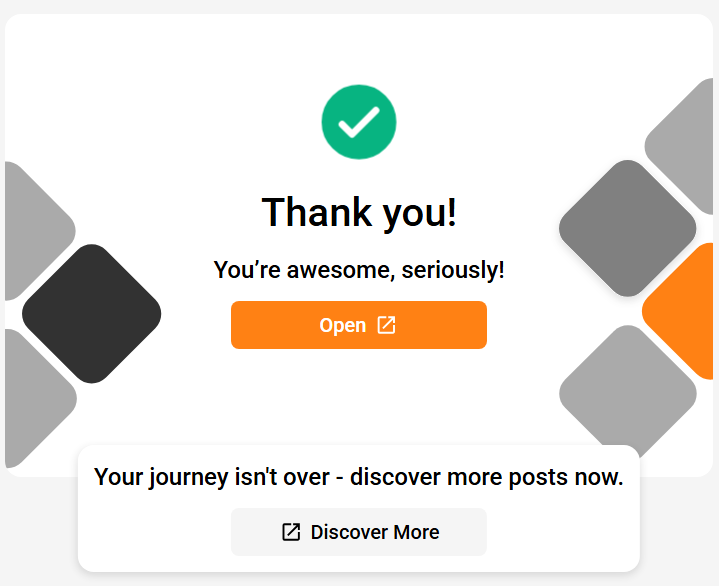 Thank you!
You’re awesome, seriously!
Open
Your journey isn't over - discover more posts now.
Discover More